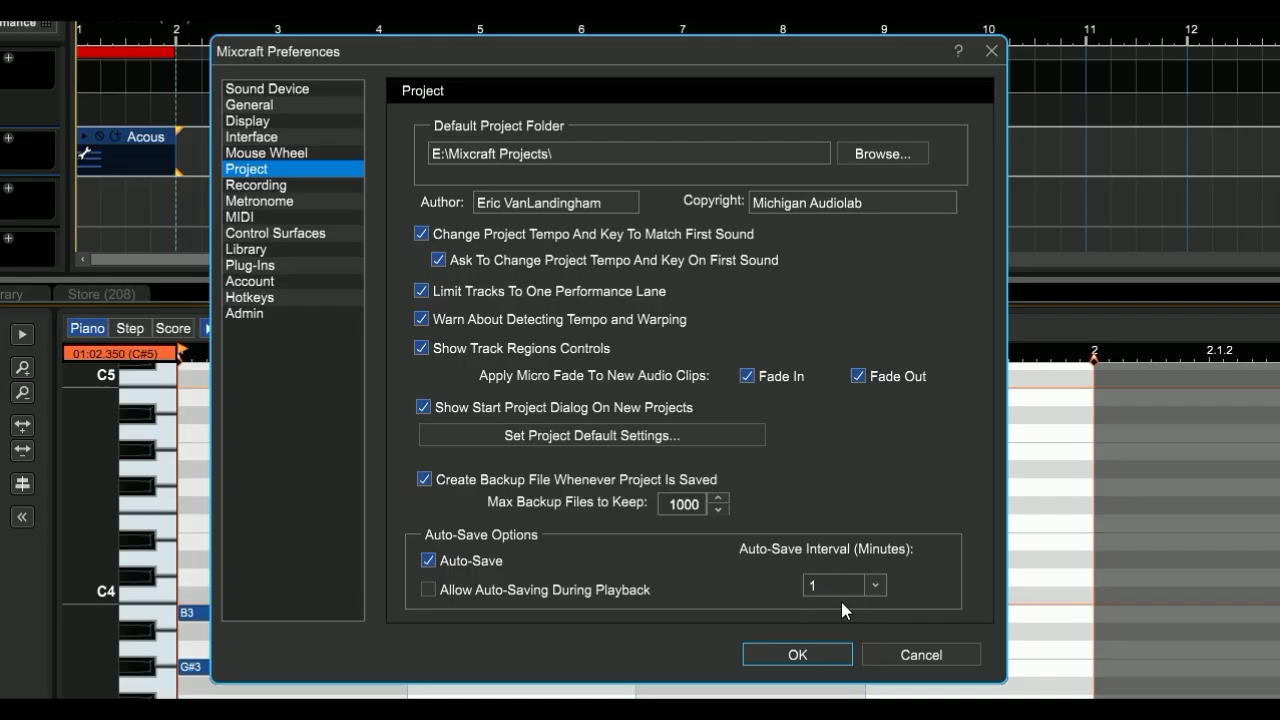 mance
1 2 3 4 5 6 7 8 9 10 11 12
Mixcraft Preferences ?
Sound Device
General
Display
Interface
Mouse Wheel
Project
Recording
Metronome
MIDI
Control Surfaces
Library
Plug-Ins
Account
Hotkeys
Admin
Project
Default Project Folder
E:\Mixcraft Projects\ Browse...
Author: Eric VanLandingham Copyright: Michigan Audiolab
Change Project Tempo And Key To Match First Sound
Ask To Change Project Tempo And Key On First Sound
Limit Tracks To One Performance Lane
Warn About Detecting Tempo and Warping
Show Track Regions Controls
Apply Micro Fade To New Audio Clips: Fade In Fade Out
Show Start Project Dialog On New Projects
Set Project Default Settings...
Create Backup File Whenever Project Is Saved
Max Backup Files to Keep: 1000
Auto-Save Options
Auto-Save Interval (Minutes):
Auto-Save
1
Allow Auto-Saving During Playback
OK Cancel
Acous
rary Store (208)
Piano Step Score
01:02.350 (C#5) 2 2.1.2
C5
C4
B3
G#3